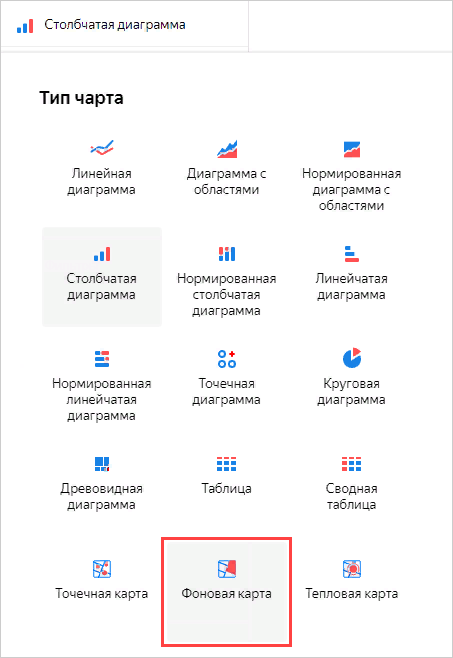 Столбчатая диаграмма
Тип чарта
Линейная
диаграмма
Диаграмма с
областями
Нормированная
диаграмма с
областями
Столбчатая
диаграмма
Нормированная
столбчатая
диаграмма
Линейчатая
диаграмма
Нормированная
линейчатая
диаграмма
Точечная
диаграмма
Круговая
диаграмма
Древовидная
диаграмма
Таблица
Сводная
таблица
Точечная карта
Фоновая карта
Тепловая карта